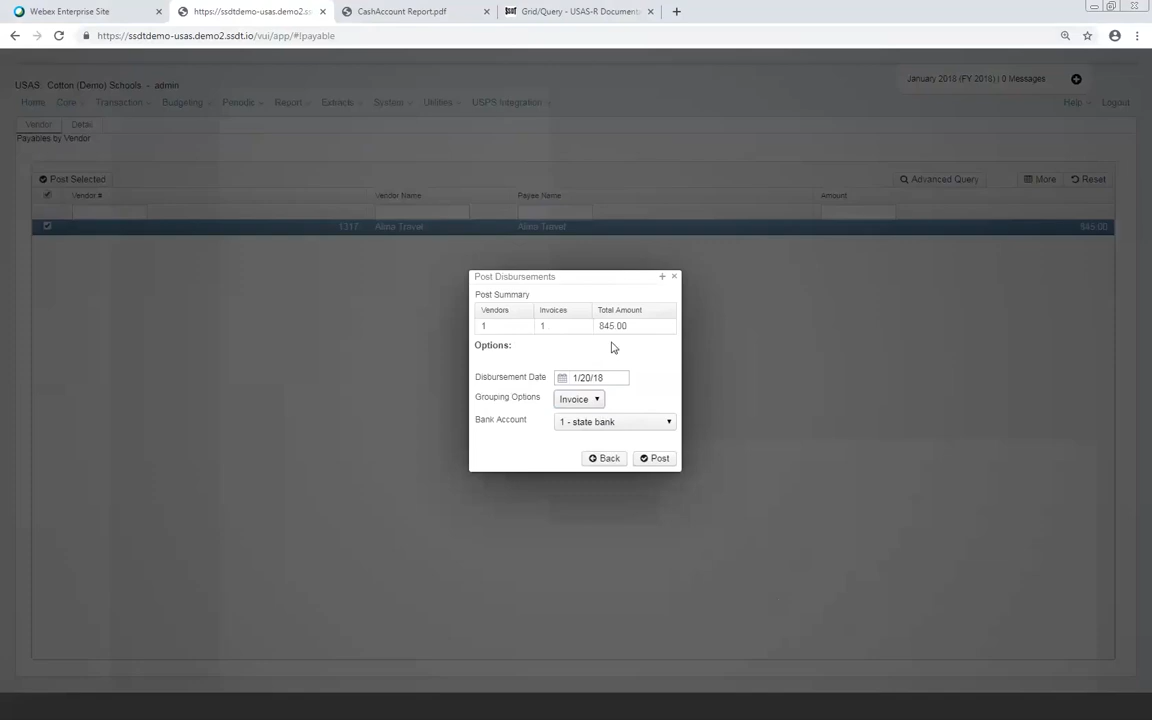 Webex Enterprise Site
https://ssdtdemo-usas.demo2.ss
CashAccount Report.pdf
Grid/Query - USAS-R Document
https://ssdtdemo-usas.demo2.ssdt.io/vui/app/#!payable
USAS Cotton (Demo) Schools - admin
January 2018 (FY 2018) | 0 Messages
Home Core Transaction Budgeting Periodic Report Extracts System Utilities USPS Integration Help Logout
Vendor Detail
Payables by Vendor
Post Selected Advanced Query More Reset
Vendor # Vendor Name Payee Name Amount
1317 Alma Travel Alma Travel 845.00
Post Disbursements
Post Summary
Vendors Invoices Total Amount
1 1 845.00
Options:
Disbursement Date 1/20/18
Grouping Options Invoice
Bank Account 1 - state bank
Back Post